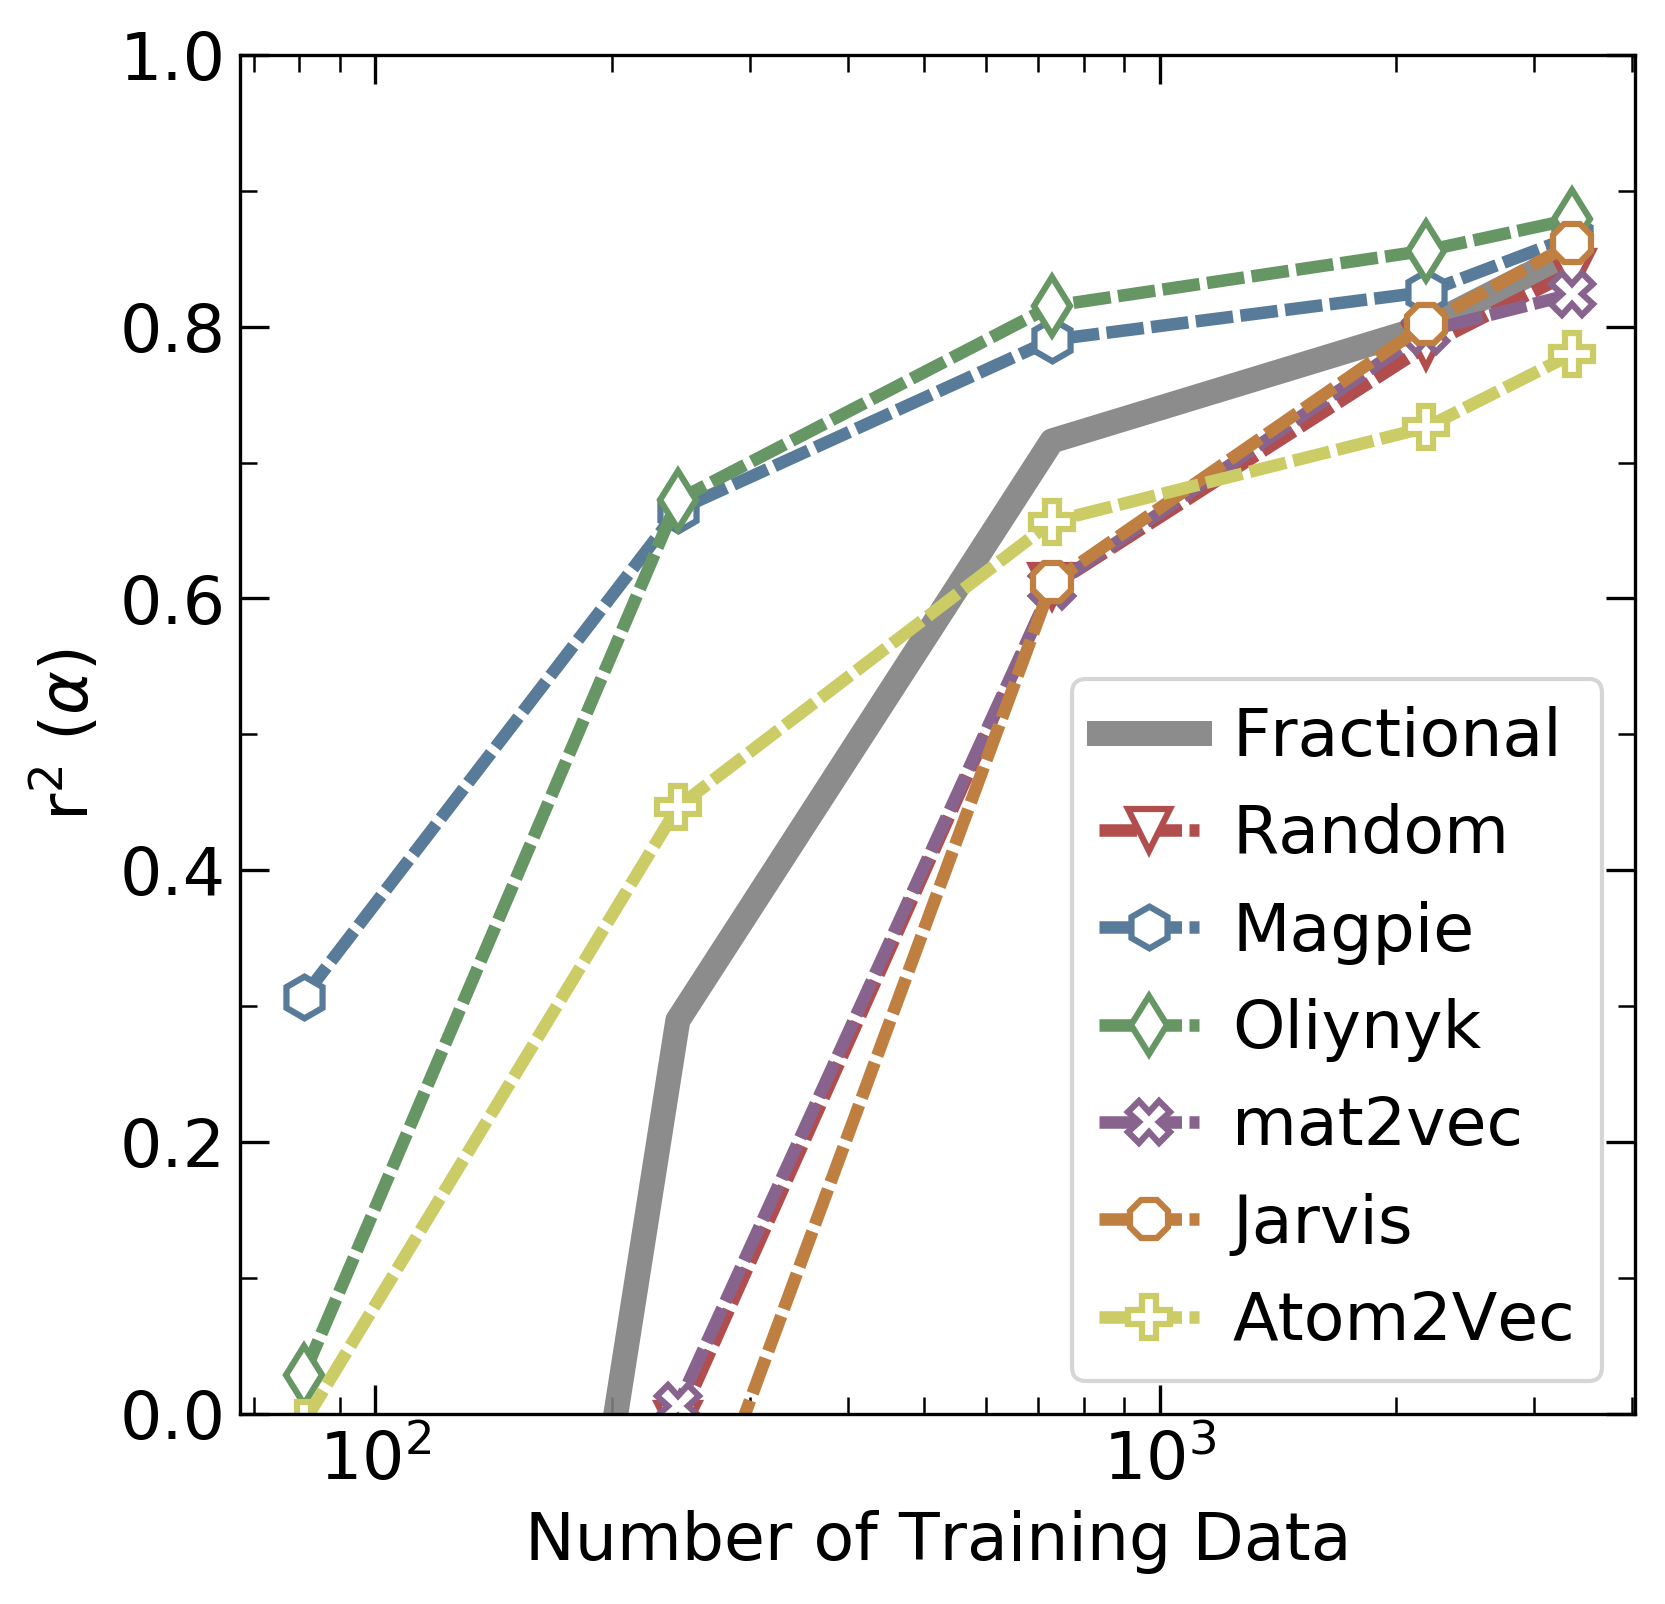 1.0
0.8
0.6
0.4
0.2
0.0
r² (α)
10²
10³
Number of Training Data
Fractional
Random
Magpie
Oliynyk
mat2vec
Jarvis
Atom2Vec